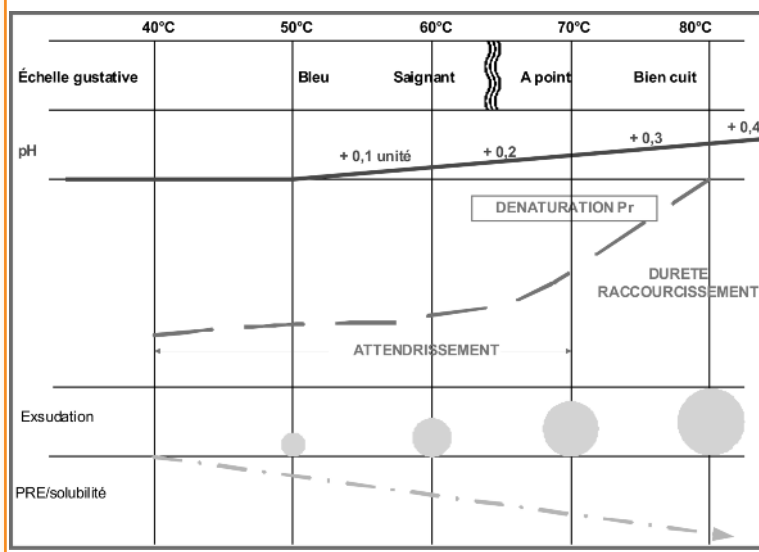 40°C 50°C 60°C 70°C 80°C
Échelle gustative Bleu Saignant A point Bien cuit
pH + 0,1 unité + 0,2 + 0,3 + 0,4
DENATURATION Pr
DURETE
RACCOURCISSEMENT
ATTENDRISSEMENT
Exsudation
PRE/solubilité